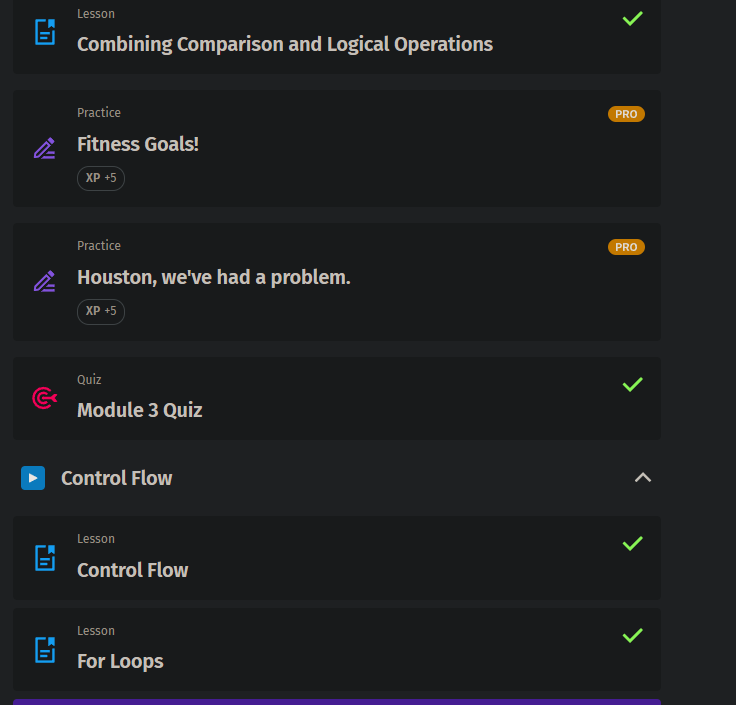 Lesson
Combining Comparison and Logical Operations
Practice
PRO
Fitness Goals!
XP +5
Practice
PRO
Houston, we've had a problem.
XP +5
Quiz
Module 3 Quiz
Control Flow
Lesson
Control Flow
Lesson
For Loops